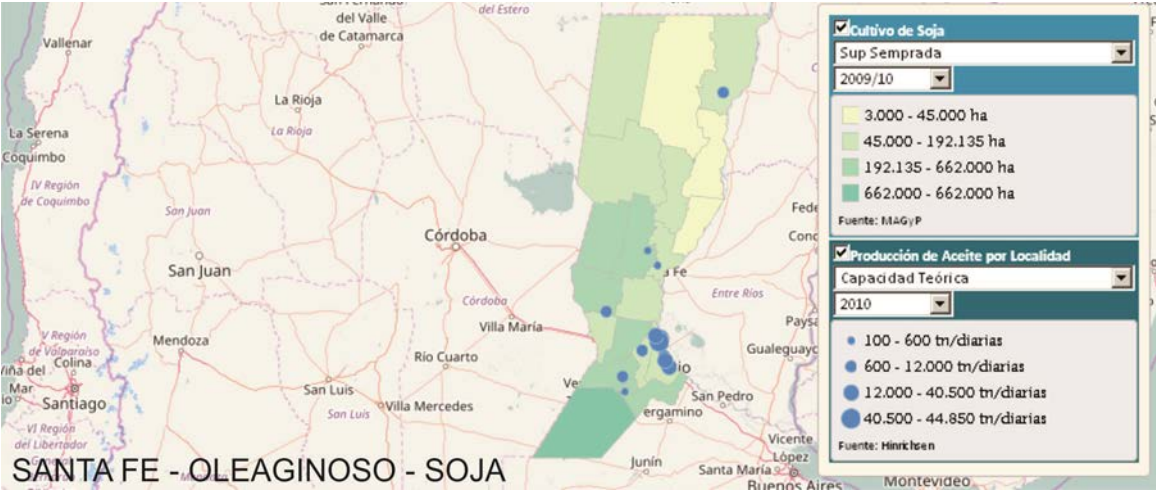 del Valle
de Catamarca
del Estero
Vallenar
La Rioja
La Rioja
La Serena
Coquimbo
IV Región
de Coquimbo
San Juan
Córdoba
San Juan
a Fe
Entre Ríos
Córdoba
Villa María
Mendoza
V Región
de Valparaíso
Colina
Viña del
Mar
Santiago
Río Cuarto
Gualeguayc
San Luis
San Luis
Villa Mercedes
San Pedro
ergamino
VI Región
del Libertador
Junín
Vicente
López
Santa María
Buenos Aires
Montevideo
SANTA FE - OLEAGINOSO - SOJA
Cultivo de Soja
Sup Semprada
2009/10
3.000 - 45.000 ha
45.000 - 192.135 ha
192.135 - 662.000 ha
662.000 - 662.000 ha
Fuente: MAGyP
Producción de Aceite por Localidad
Capacidad Teórica
2010
100 - 600 tn/diarias
600 - 12.000 tn/diarias
12.000 - 40.500 tn/diarias
40.500 - 44.850 tn/diarias
Fuente: Hinrichsen